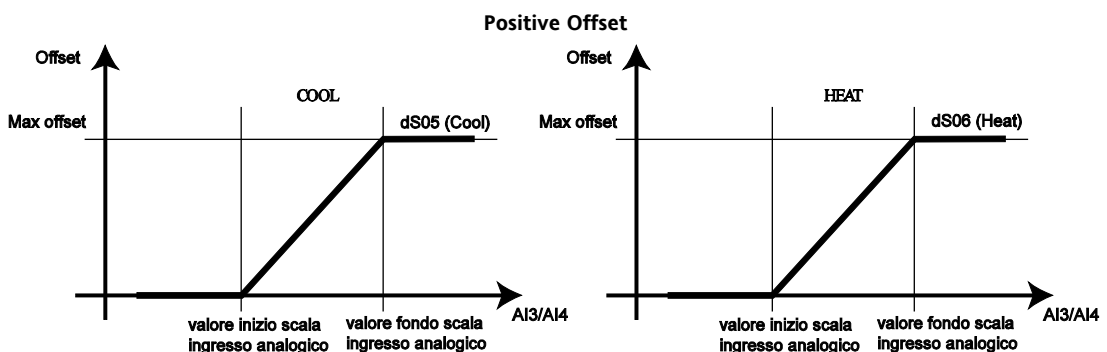 Positive Offset
Offset
COOL
Max offset
dS05 (Cool)
AI3/AI4
valore inizio scala
ingresso analogico
valore fondo scala
ingresso analogico
Offset
HEAT
Max offset
dS06 (Heat)
AI3/AI4
valore inizio scala
ingresso analogico
valore fondo scala
ingresso analogico